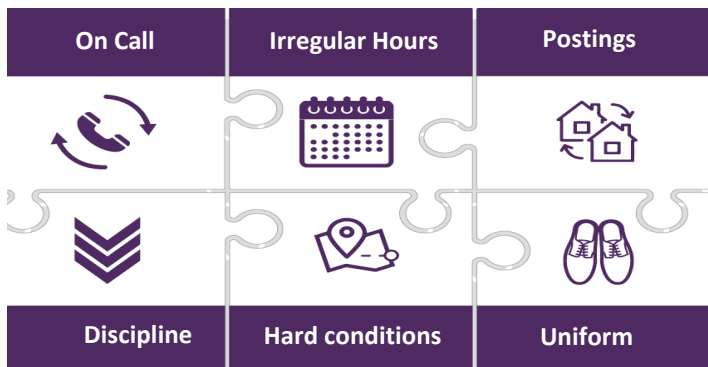 On Call
Irregular Hours
Postings
Discipline
Hard conditions
Uniform